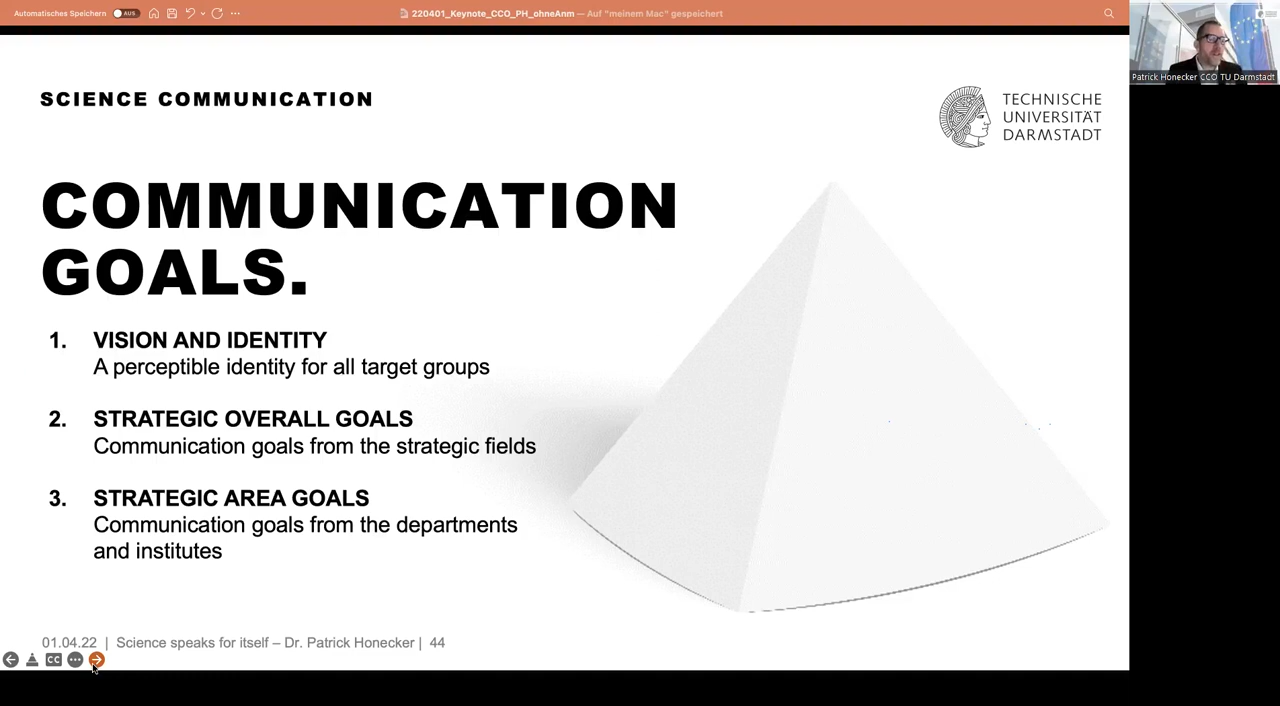 Automatisches Speichern AUS
220401_Keynote_CCO_PH_ohneAnm — Auf "meinem Mac" gespeichert
Patrick Honecker CCO TU Darmstadt
SCIENCE COMMUNICATION
TECHNISCHE
UNIVERSITÄT
DARMSTADT
COMMUNICATION
GOALS.
1. VISION AND IDENTITY
A perceptible identity for all target groups
2. STRATEGIC OVERALL GOALS
Communication goals from the strategic fields
3. STRATEGIC AREA GOALS
Communication goals from the departments
and institutes
01.04.22 | Science speaks for itself – Dr. Patrick Honecker | 44
CC